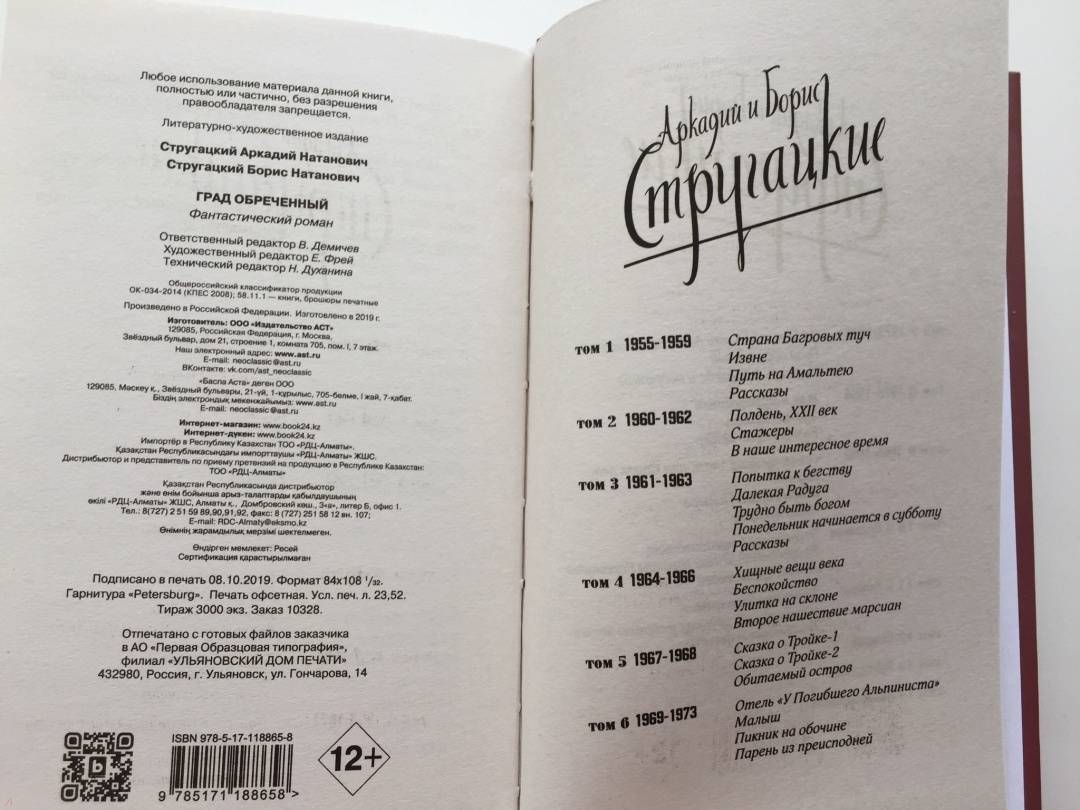 Любое использование материала данной книги,
полностью или частично, без разрешения
правообладателя запрещается.
Литературно-художественное издание
Стругацкий Аркадий Натанович
Стругацкий Борис Натанович
ГРАД ОБРЕЧЕННЫЙ
Фантастический роман
Ответственный редактор В. Демичев
Художественный редактор Е. Фрей
Технический редактор Н. Духанина
Общероссийский классификатор продукции
ОК-034-2014 (КПЕС 2008); 58.11.1 — книги, брошюры печатные
Произведено в Российской Федерации. Изготовлено в 2019 г.
Изготовитель: ООО «Издательство АСТ»
129085, Российская Федерация, г. Москва,
Звёздный бульвар, дом 21, строение 1, комната 705, пом. I, 7 этаж.
Наш электронный адрес: www.ast.ru
E-mail: neoclassic@ast.ru
ВКонтакте: vk.com/ast_neoclassic
«Баспа Аста» деген ООО
129085, Мәскеу қ., Звёздный бульвары, 21-үй, 1-құрылыс, 705-бөлме, I жай, 7-қабат.
Біздің электрондық мекенжайымыз: www.ast.ru
E-mail: neoclassic@ast.ru
Интернет-магазин: www.book24.kz
Интернет-дүкен: www.book24.kz
Импортёр в Республику Казахстан ТОО «РДЦ-Алматы».
Қазақстан Республикасындағы импорттаушы «РДЦ-Алматы» ЖШС.
Дистрибьютор и представитель по приему претензий на продукцию в Республике Казахстан:
ТОО «РДЦ-Алматы»
Қазақстан Республикасында дистрибьютор
және өнім бойынша арыз-талаптарды қабылдаушының
өкілі «РДЦ-Алматы» ЖШС, Алматы қ., Домбровский көш., 3«а», литер Б, офис 1.
Тел.: 8(727) 2 51 59 89,90,91,92, факс: 8 (727) 251 58 12 вн. 107;
E-mail: RDC-Almaty@eksmo.kz
Өнімнің жарамдылық мерзімі шектелмеген.
Өндірген мемлекет: Ресей
Сертификация қарастырылмаған
Подписано в печать 08.10.2019. Формат 84х108 1/32.
Гарнитура «Petersburg». Печать офсетная. Усл. печ. л. 23,52.
Тираж 3000 экз. Заказ 10328.
Отпечатано с готовых файлов заказчика
в АО «Первая Образцовая типография»,
филиал «УЛЬЯНОВСКИЙ ДОМ ПЕЧАТИ»
432980, Россия, г. Ульяновск, ул. Гончарова, 14
ISBN 978-5-17-118865-8
9 785171 188658 >
12+
Аркадий и Борис
Стругацкие
том 1 1955-1959 Страна Багровых туч
Извне
Путь на Амальтею
Рассказы
том 2 1960-1962 Полдень, XXII век
Стажеры
В наше интересное время
том 3 1961-1963 Попытка к бегству
Далекая Радуга
Трудно быть богом
Понедельник начинается в субботу
Рассказы
том 4 1964-1966 Хищные вещи века
Беспокойство
Улитка на склоне
Второе нашествие марсиан
том 5 1967-1968 Сказка о Тройке-1
Сказка о Тройке-2
Обитаемый остров
том 6 1969-1973 Отель «У Погибшего Альпиниста»
Малыш
Пикник на обочине
Парень из преисподней